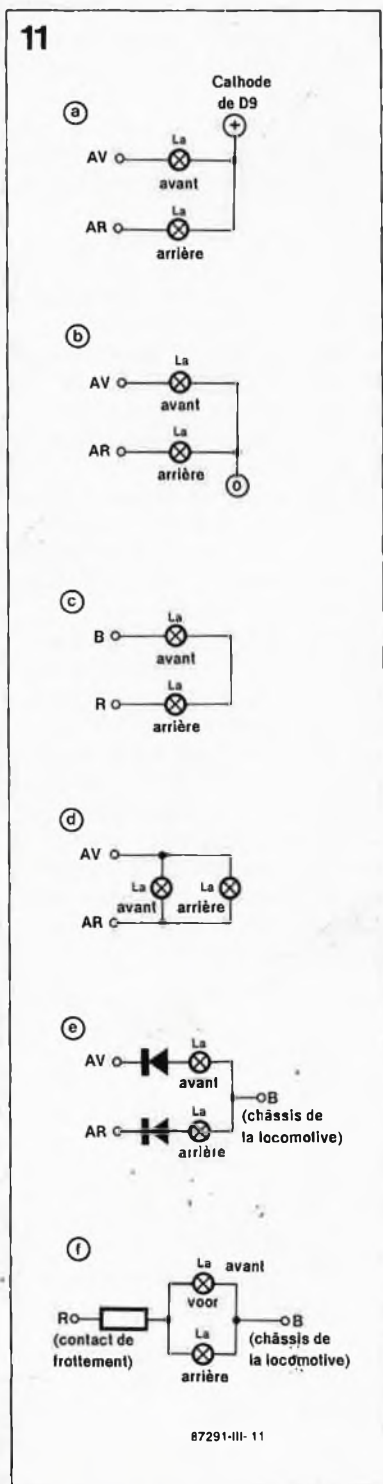 11
Calhode
de D9
a
+
La
AV
avant
La
AR
arrière
b
La
AV
avant
La
AR
arrière
0
c
La
B
avant
La
R
arrière
d
AV
La
avant
La
arrière
AR
e
La
AV
avant
B
(châssis de
la locomotive)
La
AR
arrière
f
La avant
voor
R
(contact de
frottement)
B
(châssis de
la locomotive)
La
arrière
87291-III- 11